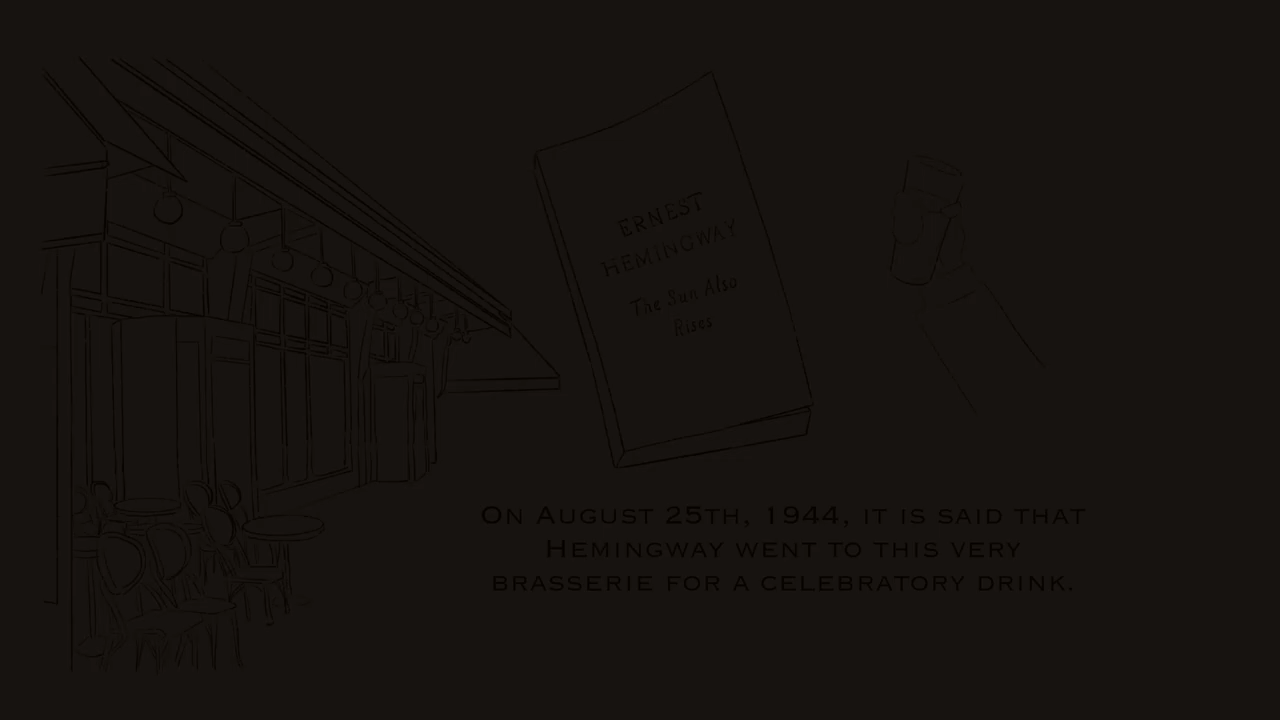 ERNEST
HEMINGWAY
The Sun Also
Rises
ON AUGUST 25TH, 1944, IT IS SAID THAT
HEMINGWAY WENT TO THIS VERY
BRASSERIE FOR A CELEBRATORY DRINK.